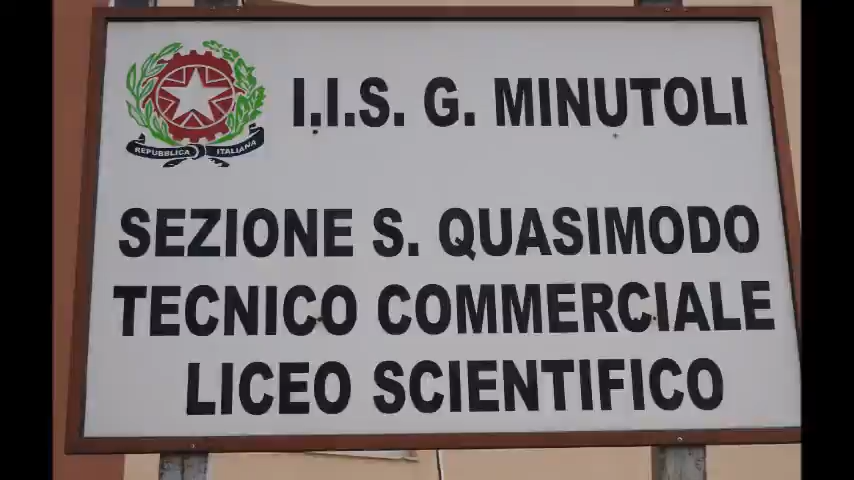 I.I.S. G. MINUTOLI
REPUBBLICA ITALIANA
SEZIONE S. QUASIMODO
TECNICO COMMERCIALE
LICEO SCIENTIFICO